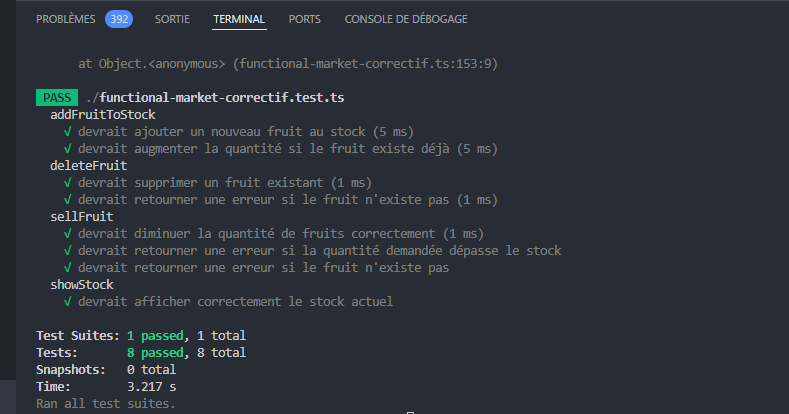 PROBLÈMES 392 SORTIE TERMINAL PORTS CONSOLE DE DÉBOGAGE
at Object.<anonymous> (functional-market-correctif.ts:153:9)
PASS ./functional-market-correctif.test.ts
addFruitToStock
√ devrait ajouter un nouveau fruit au stock (5 ms)
√ devrait augmenter la quantité si le fruit existe déjà (5 ms)
deleteFruit
√ devrait supprimer un fruit existant (1 ms)
√ devrait retourner une erreur si le fruit n'existe pas (1 ms)
sellFruit
√ devrait diminuer la quantité de fruits correctement (1 ms)
√ devrait retourner une erreur si la quantité demandée dépasse le stock
√ devrait retourner une erreur si le fruit n'existe pas
showStock
√ devrait afficher correctement le stock actuel
Test Suites: 1 passed, 1 total
Tests: 8 passed, 8 total
Snapshots: 0 total
Time: 3.217 s
Ran all test suites.